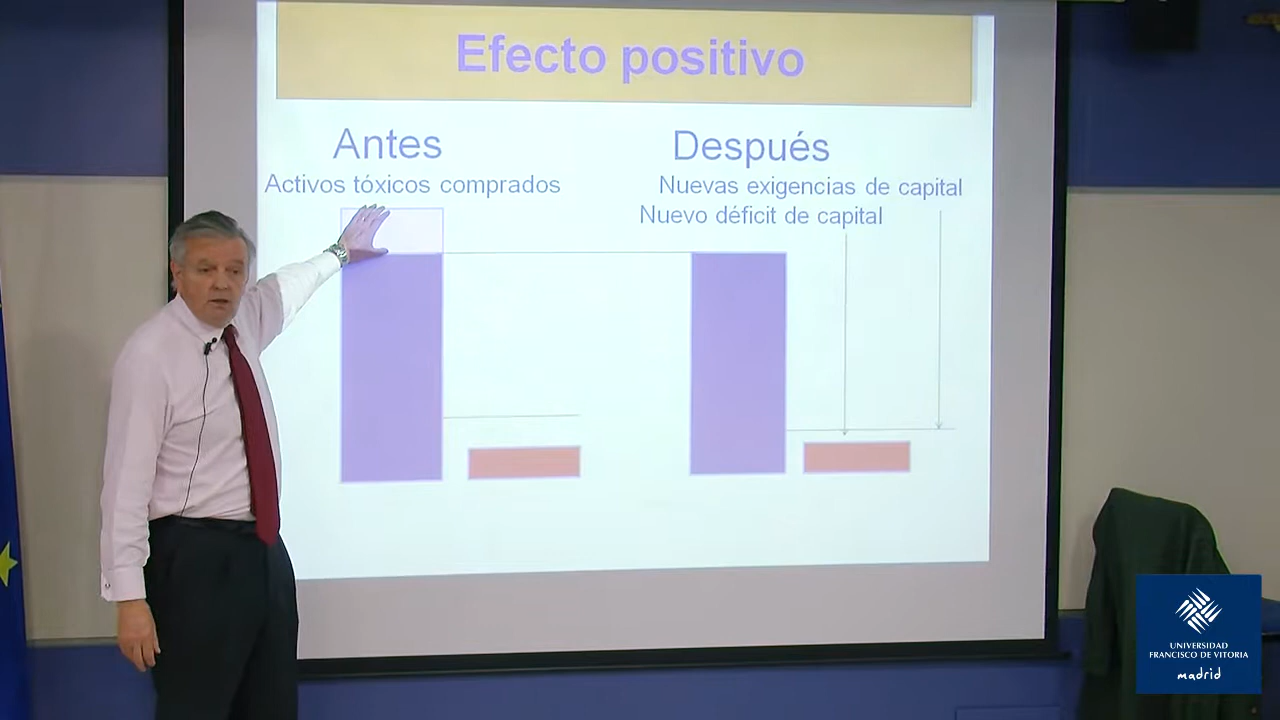 Efecto positivo
Antes
Después
Activos tóxicos comprados
Nuevas exigencias de capital
Nuevo déficit de capital
UNIVERSIDAD
FRANCISCO DE VITORIA
madrid